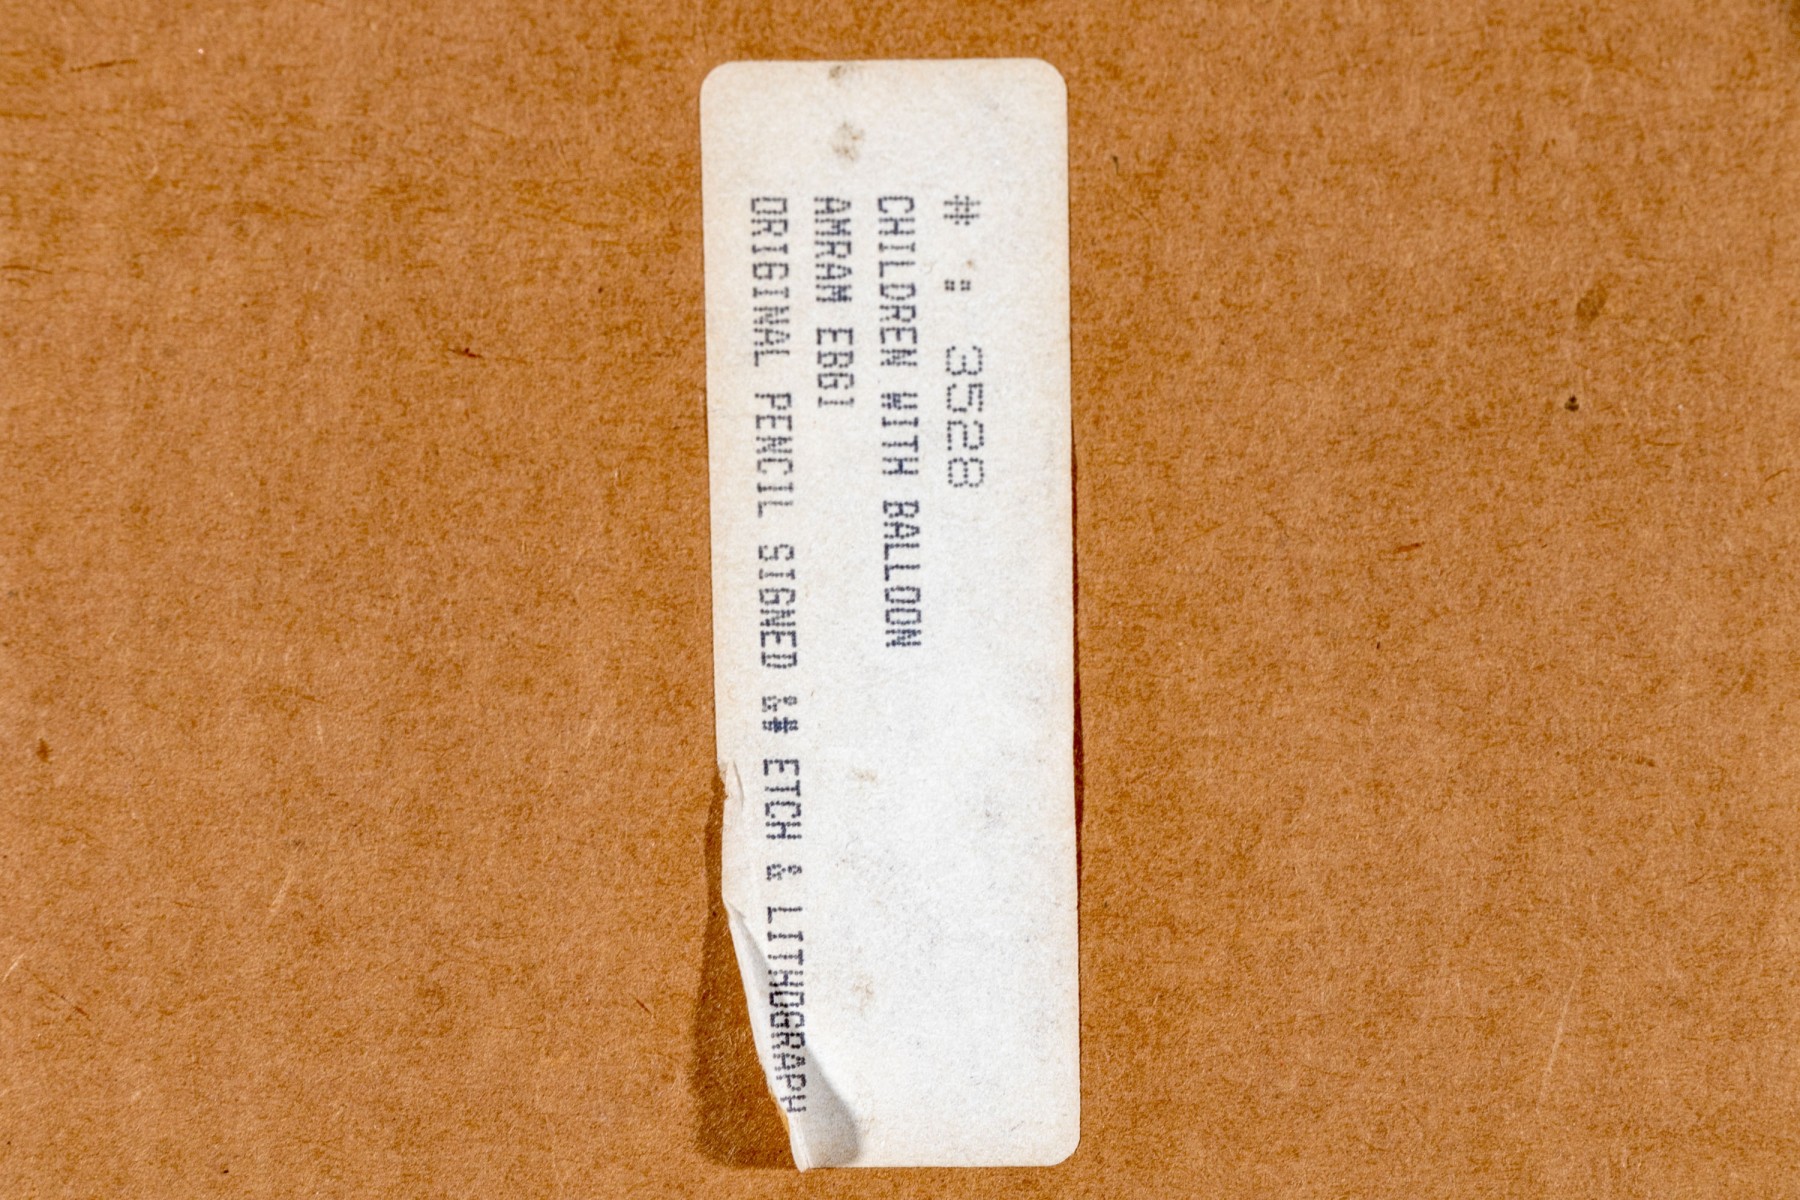 # : 3528
CHILDREN WITH BALLOON
AMRAM EBGI
ORIGINAL PENCIL SIGNED &# ETCH & LITHOGRAPH